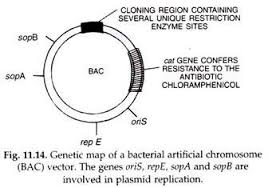 CLONING REGION CONTAINING
SEVERAL UNIQUE RESTRICTION
ENZYME SITES
sopB
sopA
BAC
cat GENE CONFERS
RESISTANCE TO THE
ANTIBIOTIC
CHLORAMPHENICOL
oriS
rep E
Fig. 11.14. Genetic map of a bacterial artificial chromosome
(BAC) vector. The genes oriS, repE, sopA and sopB are
involved in plasmid replication.